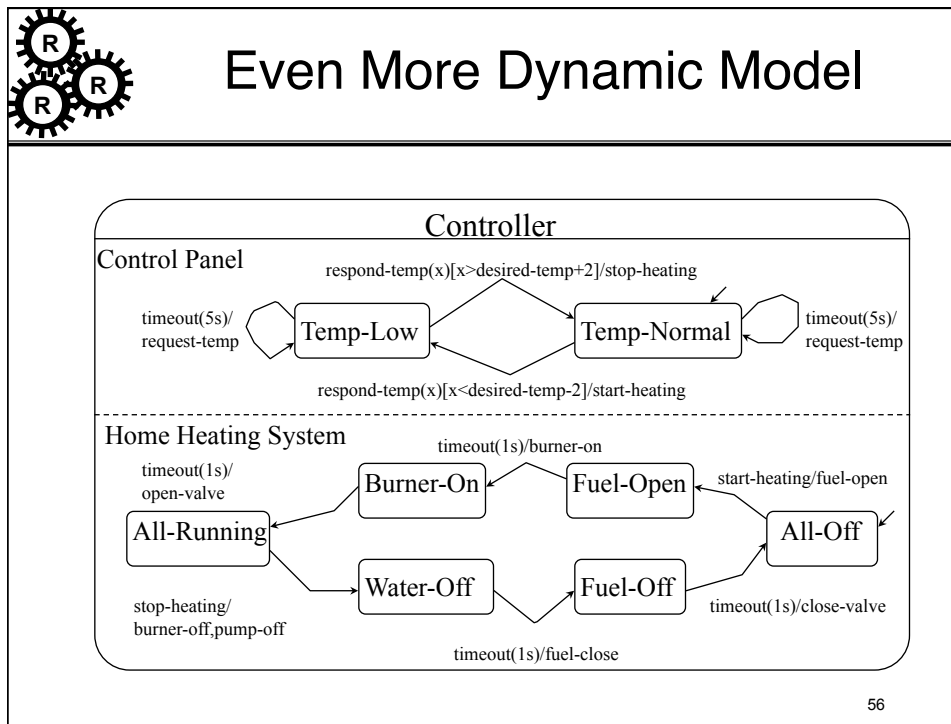 R
R
R
Even More Dynamic Model
Controller
Control Panel
respond-temp(x)[x>desired-temp+2]/stop-heating
timeout(5s)/
request-temp
Temp-Low
Temp-Normal
timeout(5s)/
request-temp
respond-temp(x)[x<desired-temp-2]/start-heating
Home Heating System
timeout(1s)/burner-on
timeout(1s)/
open-valve
Burner-On
Fuel-Open
start-heating/fuel-open
All-Running
All-Off
Water-Off
Fuel-Off
stop-heating/
burner-off,pump-off
timeout(1s)/close-valve
timeout(1s)/fuel-close
56